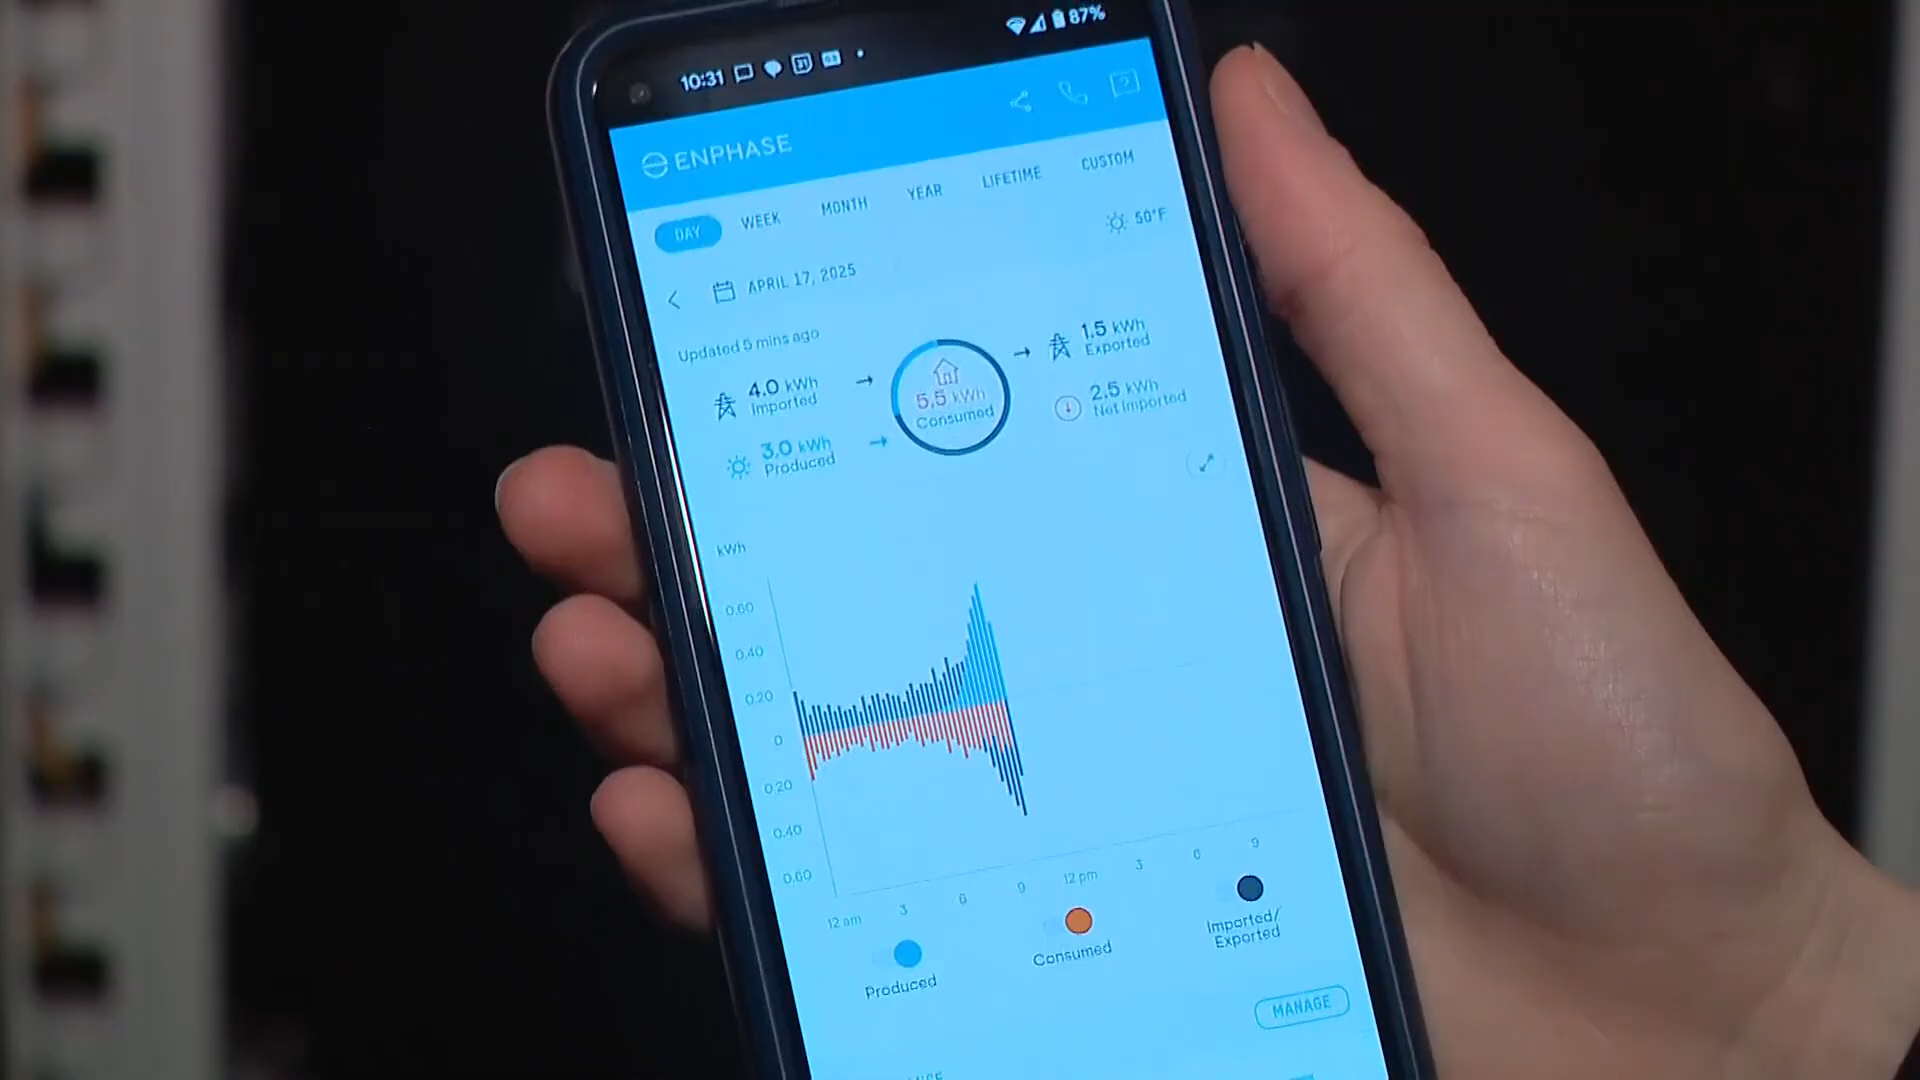 10:31
87%
ENPHASE
DAY WEEK MONTH YEAR LIFETIME CUSTOM
50°F
APRIL 17, 2025
Updated 5 mins ago
4.0 kWh
Imported
3.0 kWh
Produced
5.5 kWh
Consumed
1.5 kWh
Exported
2.5 kWh
Net Imported
kWh
0.60
0.40
0.20
0
0.20
0.40
0.60
12 am 3 6 9 12 pm 3 6 9
Produced
Consumed
Imported/
Exported
MANAGE